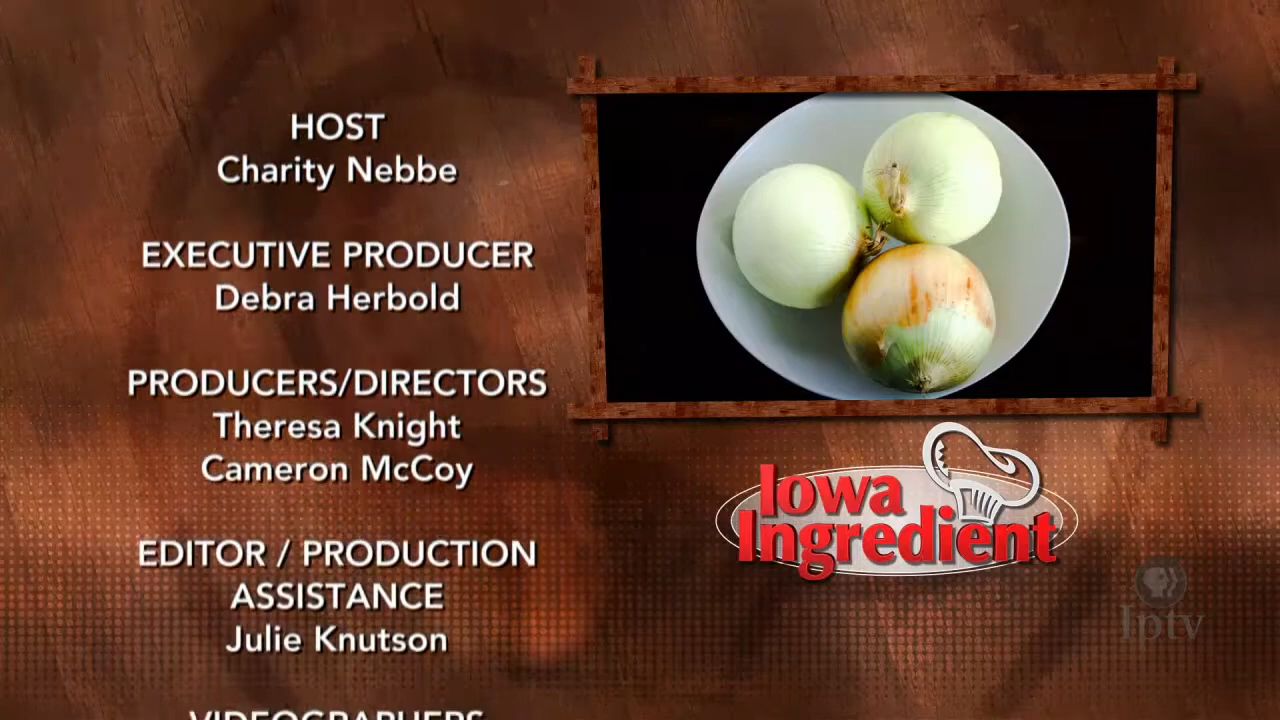 HOST
Charity Nebbe
EXECUTIVE PRODUCER
Debra Herbold
PRODUCERS/DIRECTORS
Theresa Knight
Cameron McCoy
EDITOR / PRODUCTION
ASSISTANCE
Julie Knutson
VIDEOGRAPHERS
Iowa
Ingredient
Iptv